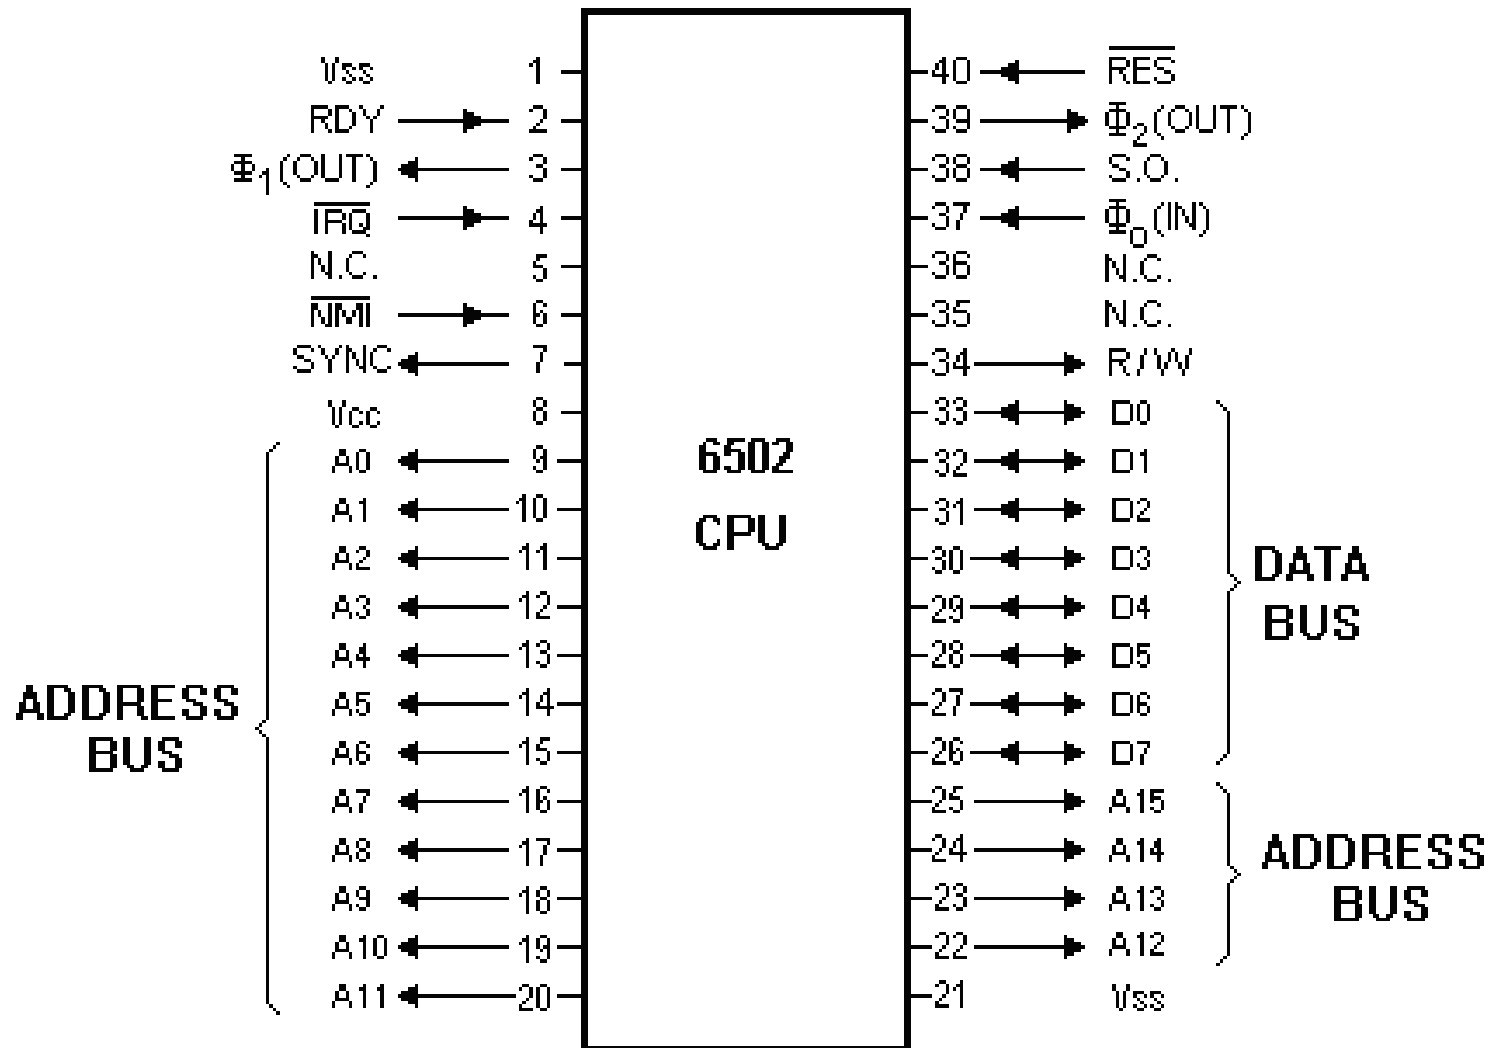 Vss 1 40 RES
RDY 2 39 Φ2(OUT)
Φ1(OUT) 3 38 S.O.
IRQ 4 37 Φ0(IN)
N.C. 5 36 N.C.
NMI 6 35 N.C.
SYNC 7 34 R/W
Vcc 8 33 D0
A0 9 32 D1
A1 10 31 D2
A2 11 30 D3
A3 12 29 D4
A4 13 28 D5
A5 14 27 D6
A6 15 26 D7
A7 16 25 A15
A8 17 24 A14
A9 18 23 A13
A10 19 22 A12
A11 20 21 Vss
6502
CPU
ADDRESS
BUS
DATA
BUS
ADDRESS
BUS